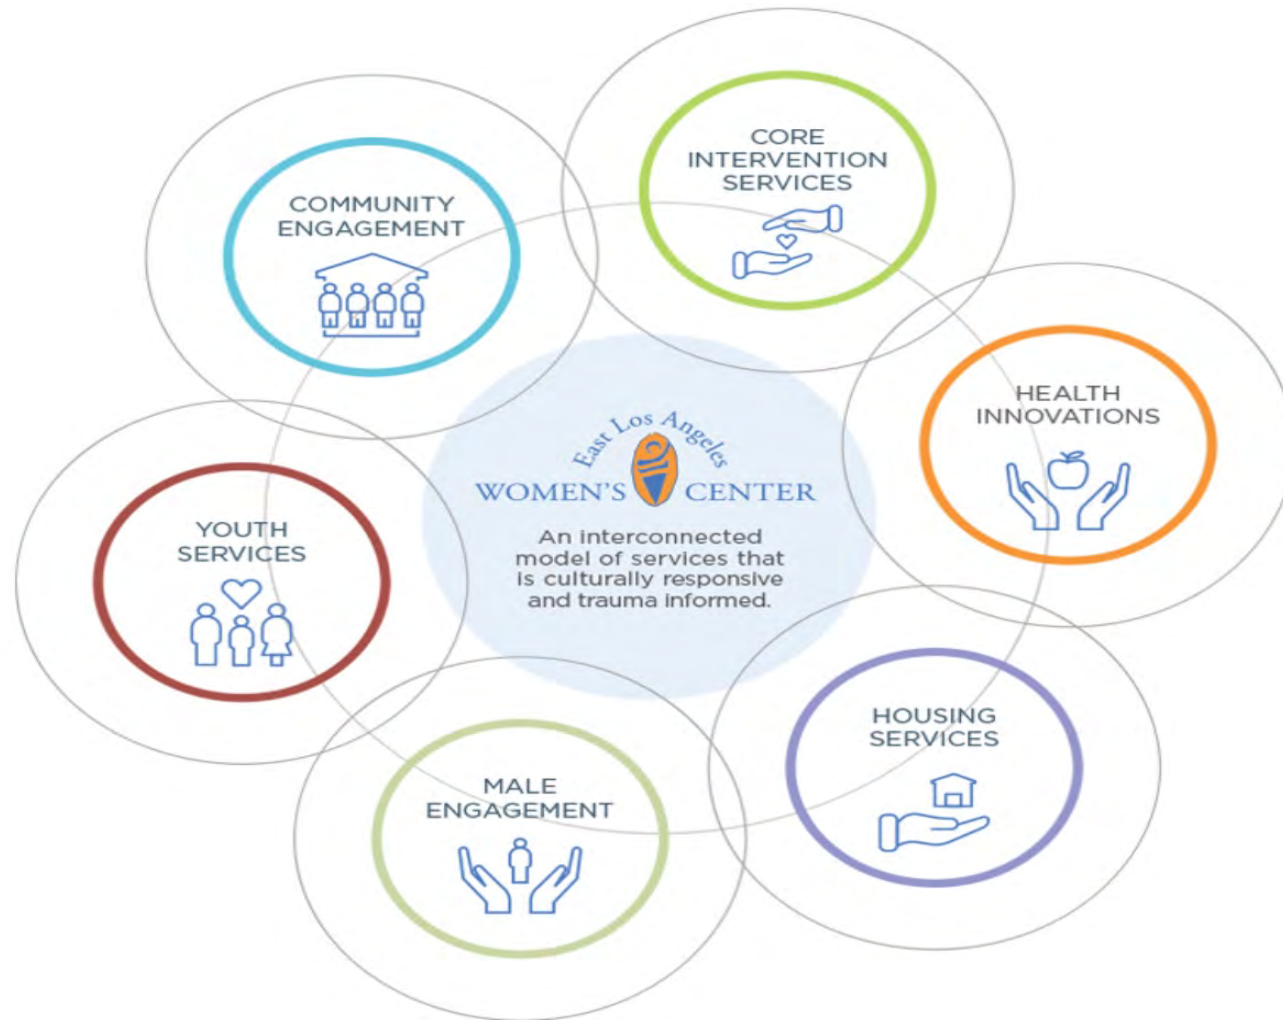 CORE
INTERVENTION
SERVICES
COMMUNITY
ENGAGEMENT
HEALTH
INNOVATIONS
East Los Angeles
WOMEN'S CENTER
An interconnected
model of services that
is culturally responsive
and trauma informed.
YOUTH
SERVICES
HOUSING
SERVICES
MALE
ENGAGEMENT